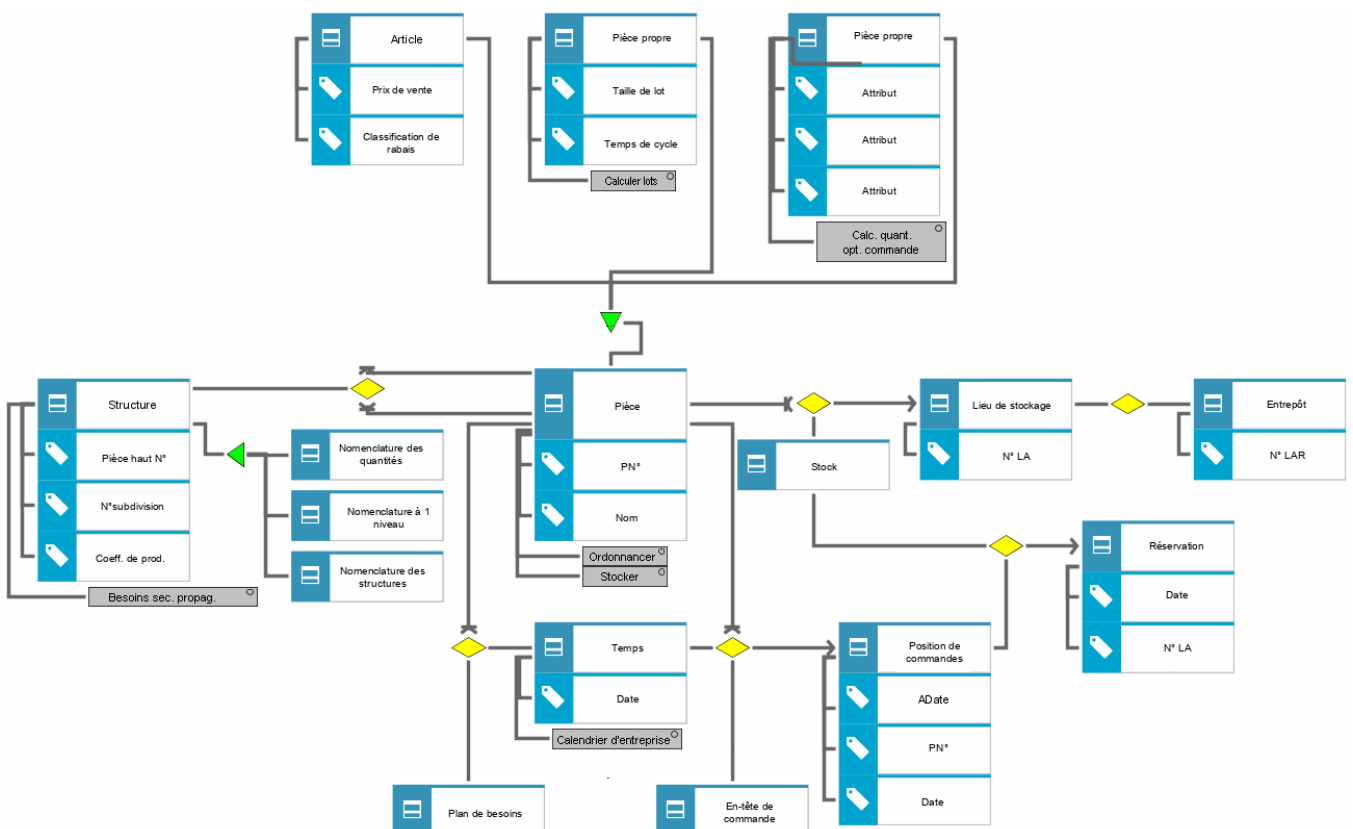 Article
Prix de vente
Classification de
rabais
Pièce propre
Taille de lot
Temps de cycle
Calculer lots
Pièce propre
Attribut
Attribut
Attribut
Calc. quant.
opt. commande
Structure
Pièce haut N°
N°subdivision
Coeff. de prod.
Besoins sec. propag.
Nomenclature des
quantités
Nomenclature à 1
niveau
Nomenclature des
structures
Pièce
PN°
Nom
Ordonnancer
Stocker
Stock
Lieu de stockage
N° LA
Entrepôt
N° LAR
Réservation
Date
N° LA
Temps
Date
Calendrier d'entreprise
Position de
commandes
ADate
PN°
Date
Plan de besoins
En-tête de
commande